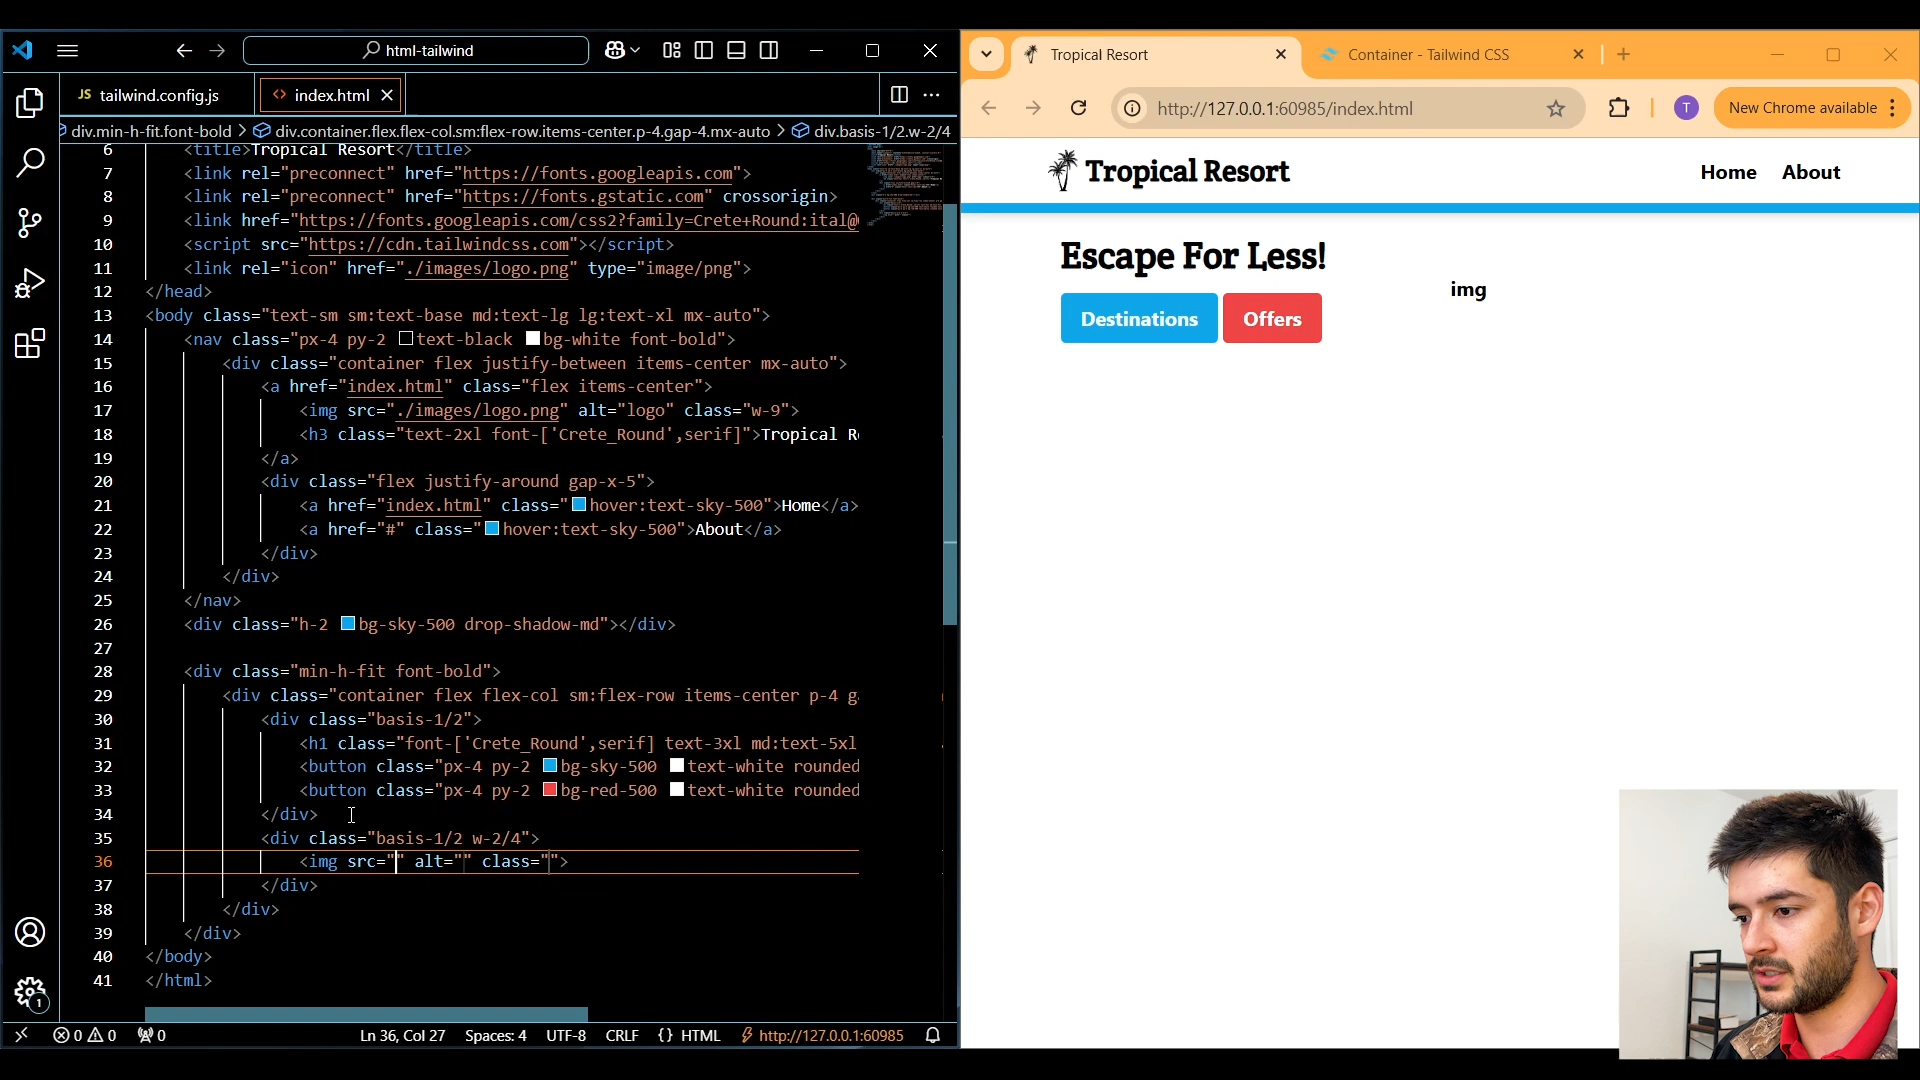 html-tailwind
JS tailwind.config.js
<> index.html
div.min-h-fit.font-bold > div.container.flex.flex-col.sm:flex-row.items-center.p-4.gap-4.mx-auto > div.basis-1/2.w-2/4
6 <title>Tropical Resort</title>
7 <link rel="preconnect" href="https://fonts.googleapis.com">
8 <link rel="preconnect" href="https://fonts.gstatic.com" crossorigin>
9 <link href="https://fonts.googleapis.com/css2?family=Crete+Round:ital@
10 <script src="https://cdn.tailwindcss.com"></script>
11 <link rel="icon" href="./images/logo.png" type="image/png">
12 </head>
13 <body class="text-sm sm:text-base md:text-lg lg:text-xl mx-auto">
14 <nav class="px-4 py-2 text-black bg-white font-bold">
15 <div class="container flex justify-between items-center mx-auto">
16 <a href="index.html" class="flex items-center">
17 <img src="./images/logo.png" alt="logo" class="w-9">
18 <h3 class="text-2xl font-['Crete_Round',serif]">Tropical R
19 </a>
20 <div class="flex justify-around gap-x-5">
21 <a href="index.html" class="hover:text-sky-500">Home</a>
22 <a href="#" class="hover:text-sky-500">About</a>
23 </div>
24 </div>
25 </nav>
26 <div class="h-2 bg-sky-500 drop-shadow-md"></div>
27
28 <div class="min-h-fit font-bold">
29 <div class="container flex flex-col sm:flex-row items-center p-4 g
30 <div class="basis-1/2">
31 <h1 class="font-['Crete_Round',serif] text-3xl md:text-5xl
32 <button class="px-4 py-2 bg-sky-500 text-white rounded
33 <button class="px-4 py-2 bg-red-500 text-white rounded
34 </div>
35 <div class="basis-1/2 w-2/4">
36 <img src="" alt="" class="">
37 </div>
38 </div>
39 </div>
40 </body>
41 </html>
1
0 0 0 Ln 36, Col 27 Spaces: 4 UTF-8 CRLF {} HTML http://127.0.0.1:60985
Tropical Resort
Container - Tailwind CSS
http://127.0.0.1:60985/index.html
T
New Chrome available
Tropical Resort
Home About
Escape For Less!
img
Destinations Offers